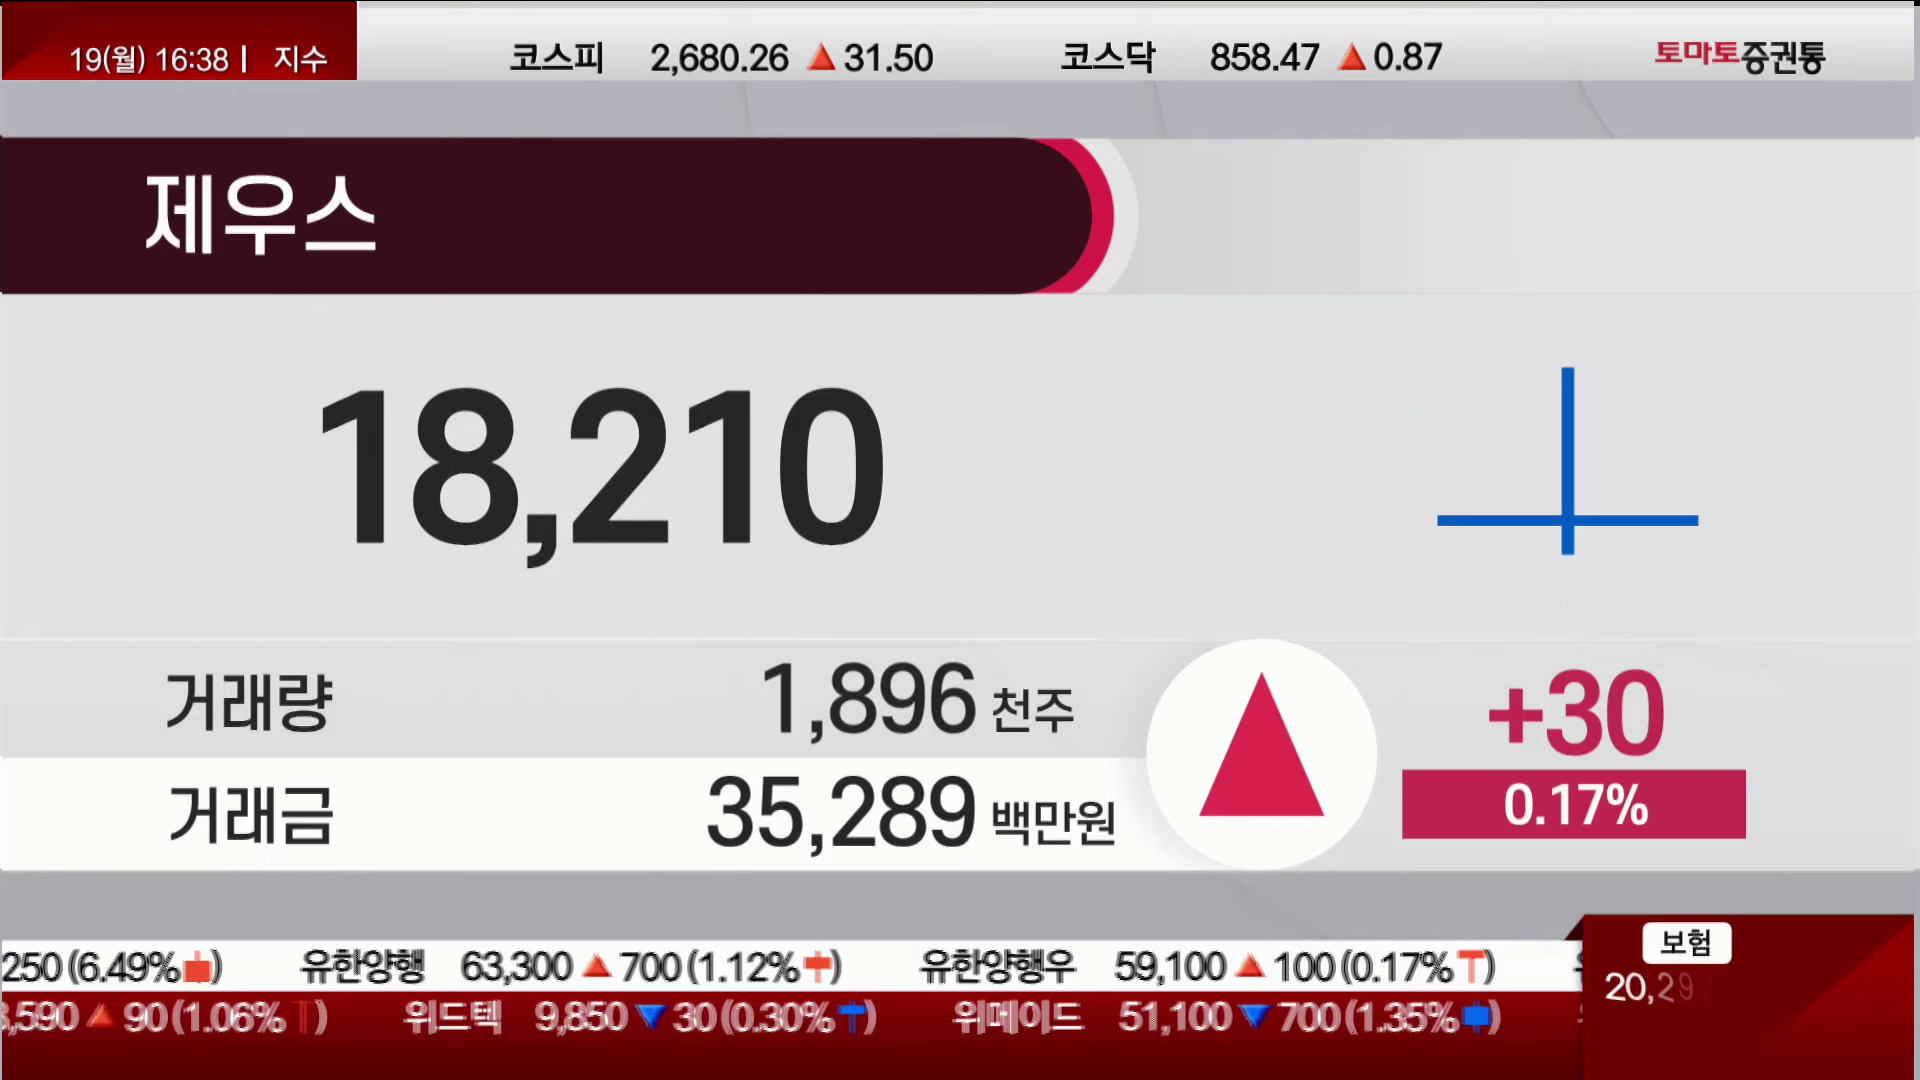 19(월) 16:38 | 지수 코스피 2,680.26 ▲31.50 코스닥 858.47 ▲0.87 토마토증권통
제우스
18,210
거래량 1,896 천주
+30
거래금 35,289 백만원
0.17%
보험
250 (6.49% ) 유한양행 63,300 ▲ 700 (1.12% ) 유한양행우 59,100 ▲ 100 (0.17% )
20,29
,590 ▲ 90 (1.06% ) 위드텍 9,850 ▼ 30 (0.30% ) 위메이드 51,100 ▼ 700 (1.35% )